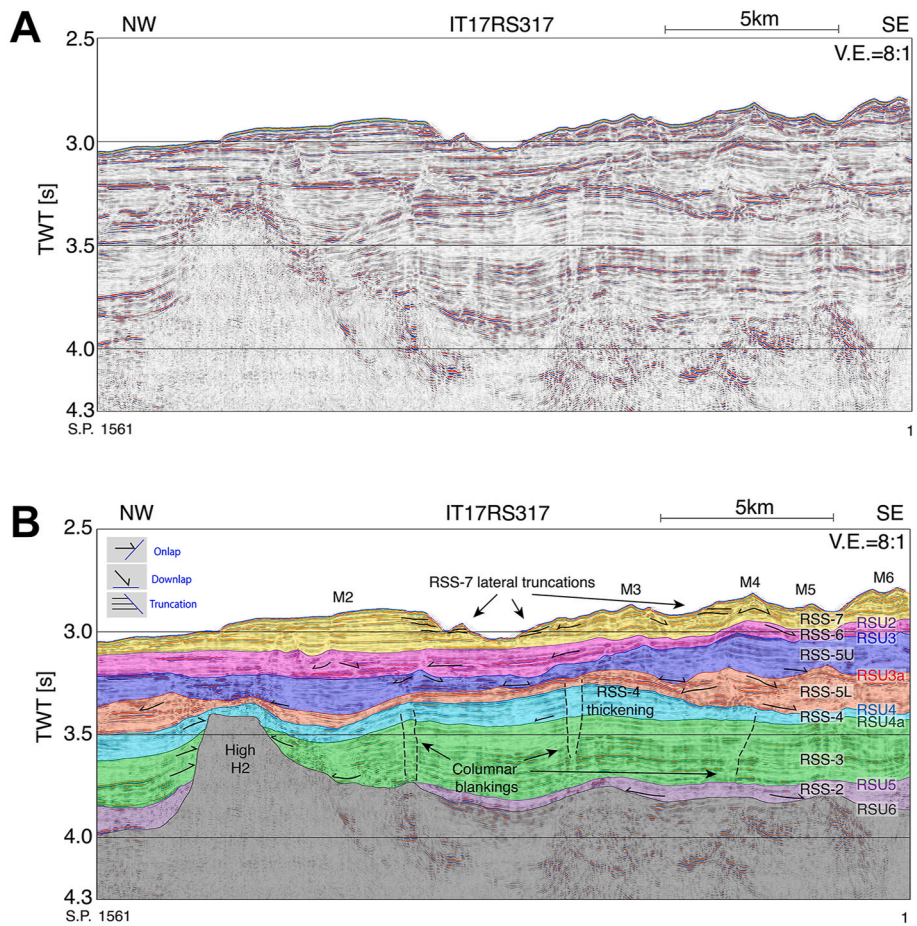 A
NW
IT17RS317
5km
SE
V.E.=8:1
2.5
3.0
3.5
4.0
4.3
TWT [s]
S.P. 1561
1
B
NW
IT17RS317
5km
SE
V.E.=8:1
2.5
3.0
3.5
4.0
4.3
TWT [s]
Onlap
Downlap
Truncation
M2
RSS-7 lateral truncations
M3
M4
M5
M6
RSS-7
RSU2
RSS-6
RSU3
RSS-5U
RSU3a
RSS-5L
RSS-4
thickening
RSU4
RSS-4
RSU4a
High
H2
Columnar
blankings
RSS-3
RSU5
RSS-2
RSU6
S.P. 1561
1